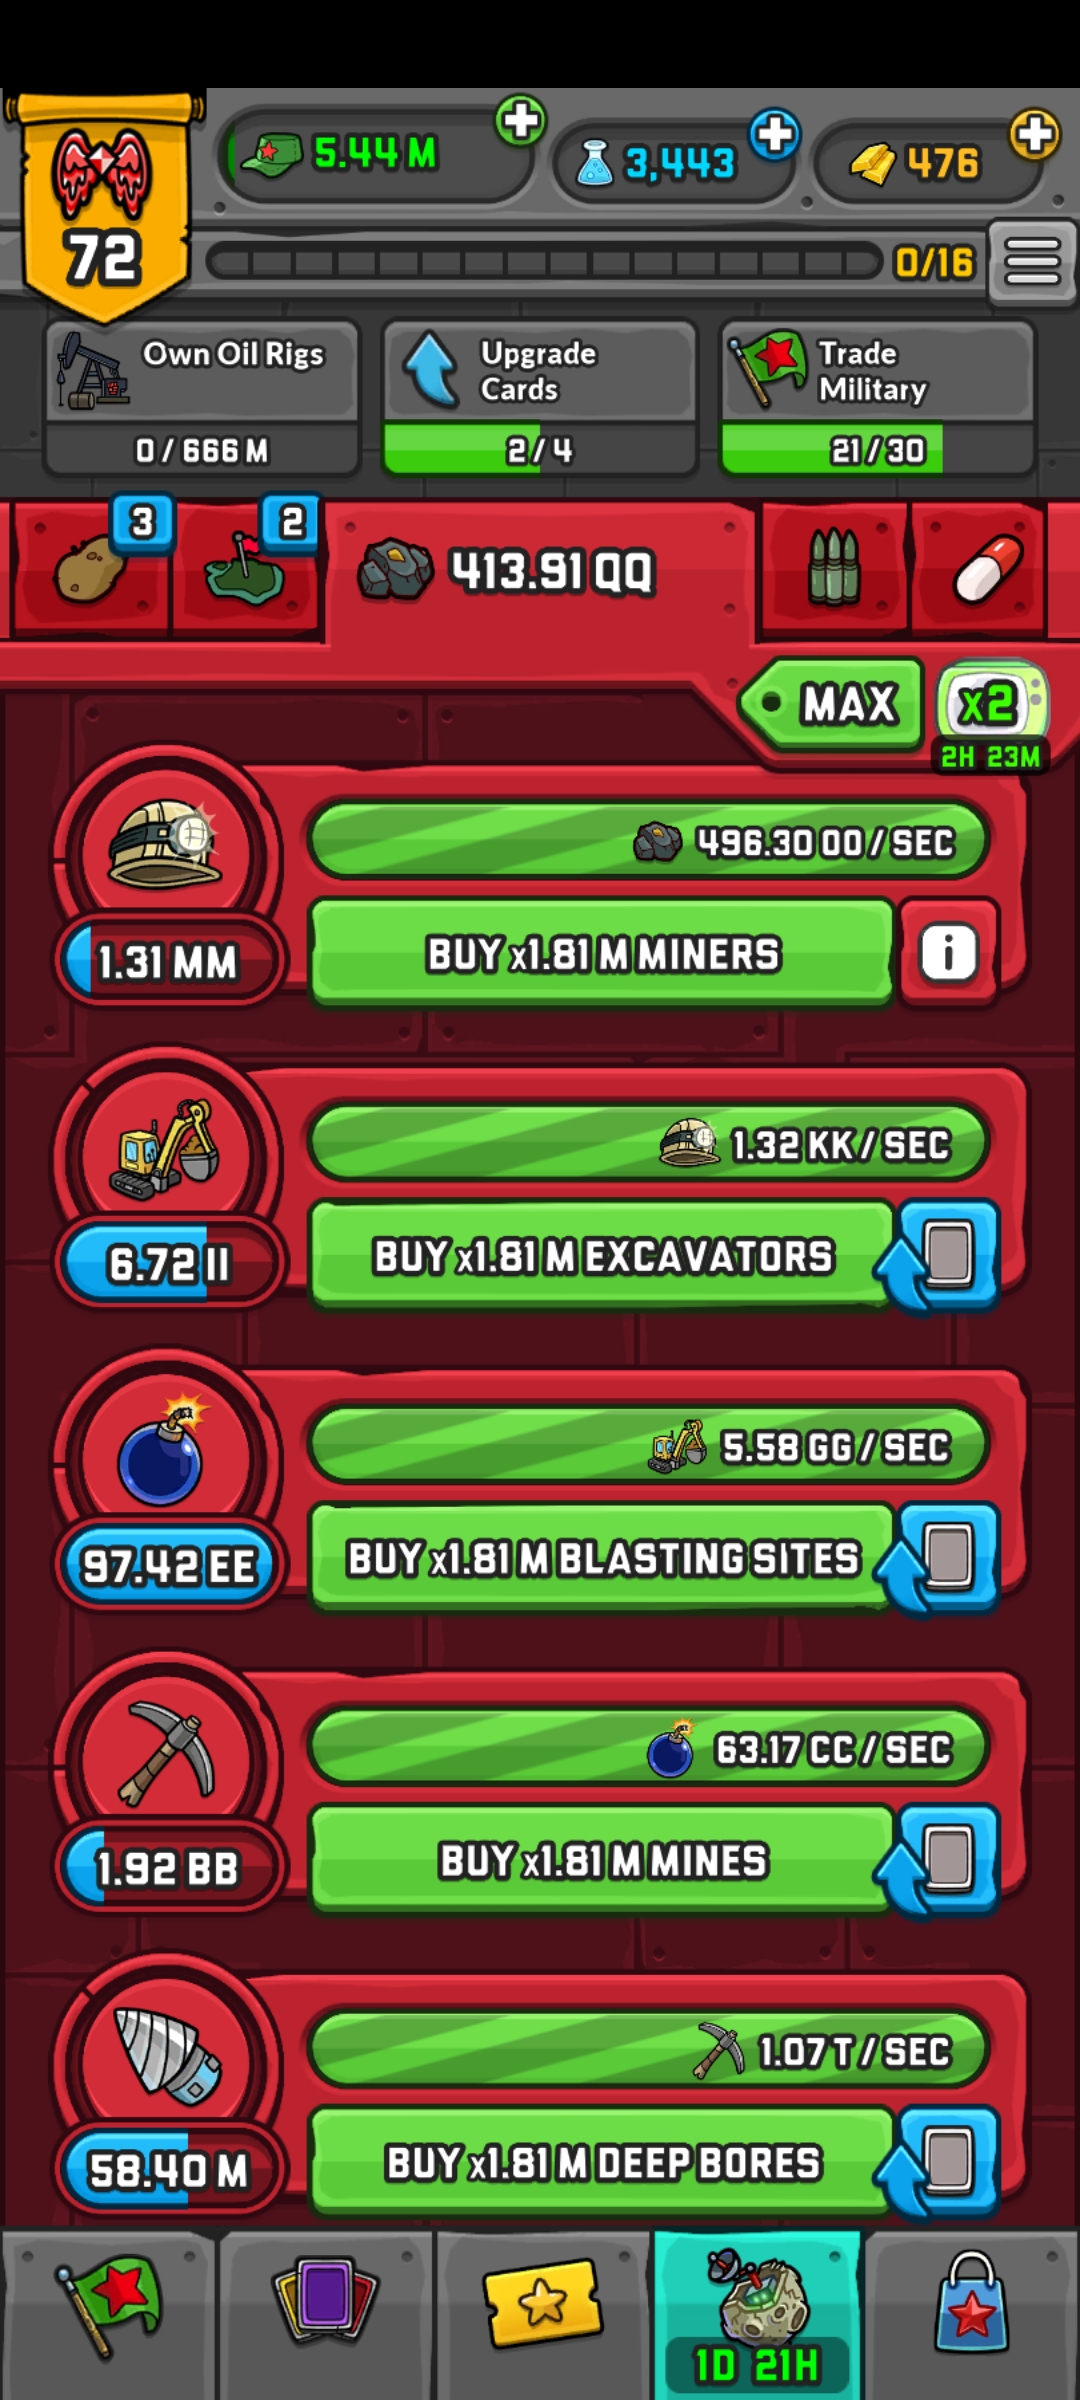 5.44 M
3,443
476
72
0/16
Own Oil Rigs
0 / 666 M
Upgrade
Cards
2 / 4
Trade
Military
21 / 30
3
2
413.91 QQ
MAX
x2
2H 23M
496.30 OO / SEC
1.31 MM
BUY x1.81 M MINERS
i
1.32 KK / SEC
6.72 II
BUY x1.81 M EXCAVATORS
5.58 GG / SEC
97.42 EE
BUY x1.81 M BLASTING SITES
63.17 CC / SEC
1.92 BB
BUY x1.81 M MINES
1.07 T / SEC
58.40 M
BUY x1.81 M DEEP BORES
1D 21H